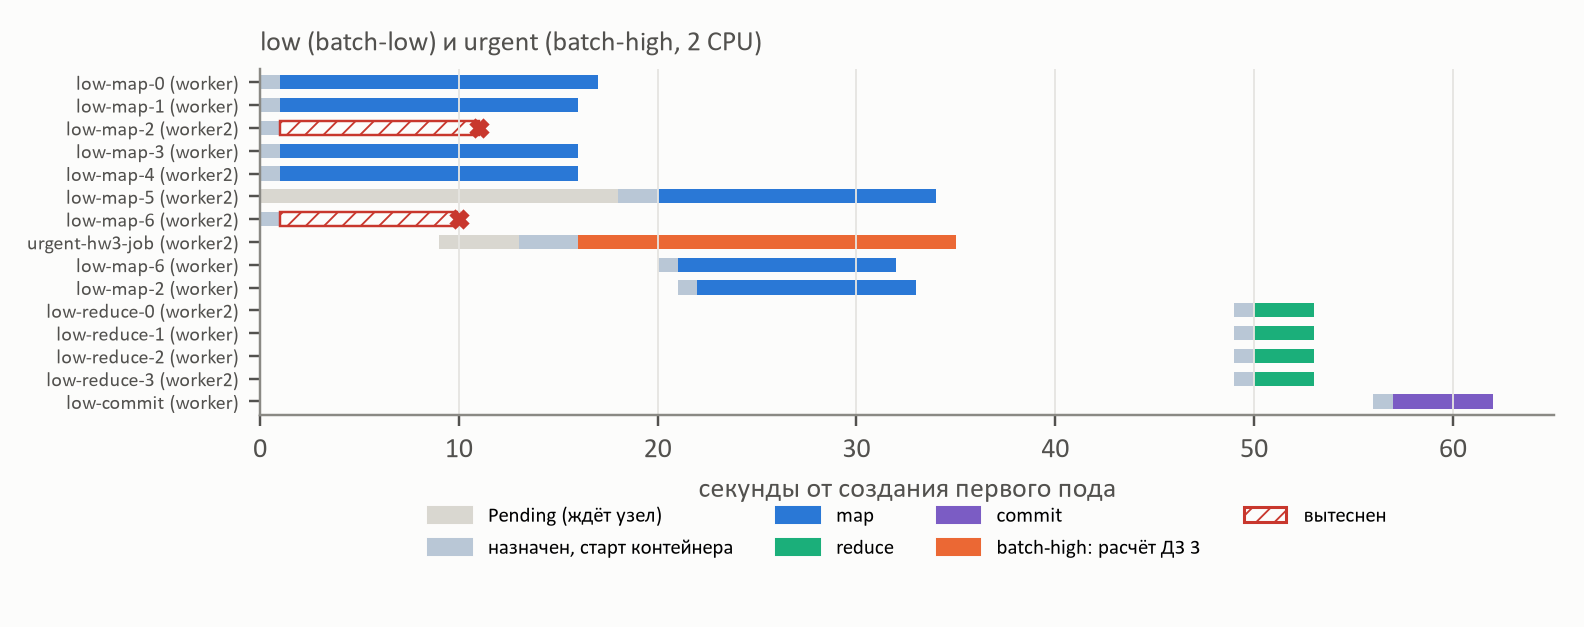 low (batch-low) и urgent (batch-high, 2 CPU)
low-map-0 (worker)
low-map-1 (worker)
low-map-2 (worker2)
low-map-3 (worker)
low-map-4 (worker2)
low-map-5 (worker2)
low-map-6 (worker2)
urgent-hw3-job (worker2)
low-map-6 (worker)
low-map-2 (worker)
low-reduce-0 (worker2)
low-reduce-1 (worker)
low-reduce-2 (worker)
low-reduce-3 (worker2)
low-commit (worker)
0 10 20 30 40 50 60
секунды от создания первого пода
Pending (ждёт узел) map commit вытеснен
назначен, старт контейнера reduce batch-high: расчёт ДЗ 3